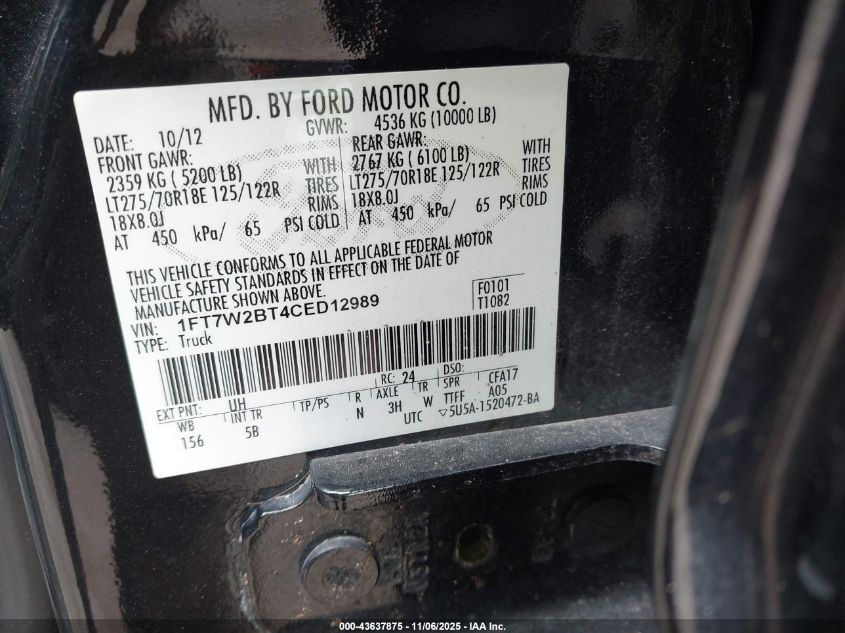 MFD. BY FORD MOTOR CO.
DATE: 10/12 GVWR: 4536 KG (10000 LB)
FRONT GAWR: REAR GAWR:
2359 KG ( 5200 LB) WITH 2767 KG ( 6100 LB) WITH
LT275/70R18E 125/122R TIRES LT275/70R18E 125/122R TIRES
18X8.0J RIMS 18X8.0J RIMS
AT 450 kPa/ 65 PSI COLD AT 450 kPa/ 65 PSI COLD
THIS VEHICLE CONFORMS TO ALL APPLICABLE FEDERAL MOTOR
VEHICLE SAFETY STANDARDS IN EFFECT ON THE DATE OF
MANUFACTURE SHOWN ABOVE.
VIN: 1FT7W2BT4CED12989
TYPE: Truck
F0101
T1082
EXT PNT: UH RC: 24 DSO:
WB INT TR TP/PS R AXLE TR SPR CFA17
156 5B N 3H W TTFF A05
UTC ▽5U5A-1520472-BA
000-43637875 - 11/06/2025 - IAA Inc.